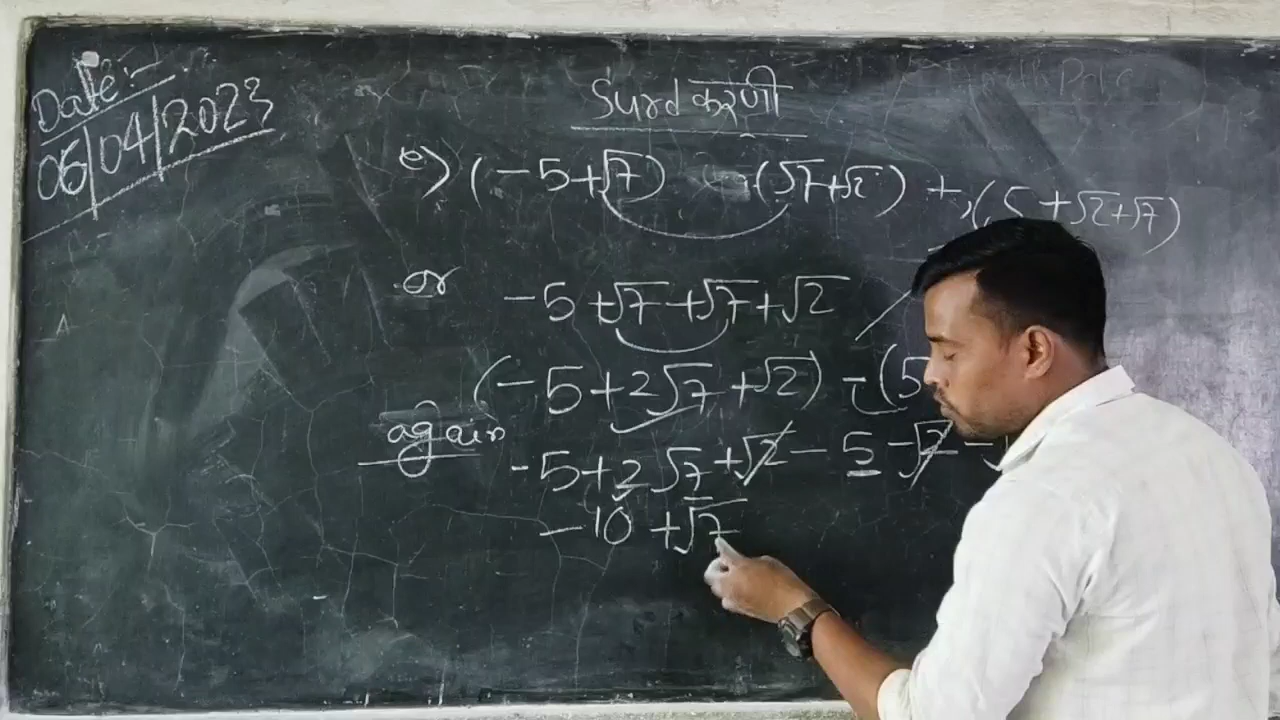 Date:-
06/04/2023
Surd करणी
e) (-5+√7) (√7+√2) + (5+√2+√7)
or -5+√7+√7+√2
(-5+2√7+√2) - (5
again -5+2√7+√2-5-√2-
-10+√7